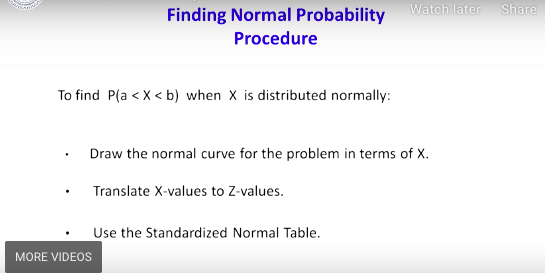 Finding Normal Probability
Watch later
Share
Procedure
To find P(a < X < b) when X is distributed normally:
· Draw the normal curve for the problem in terms of X.
· Translate X-values to Z-values.
· Use the Standardized Normal Table.
MORE VIDEOS